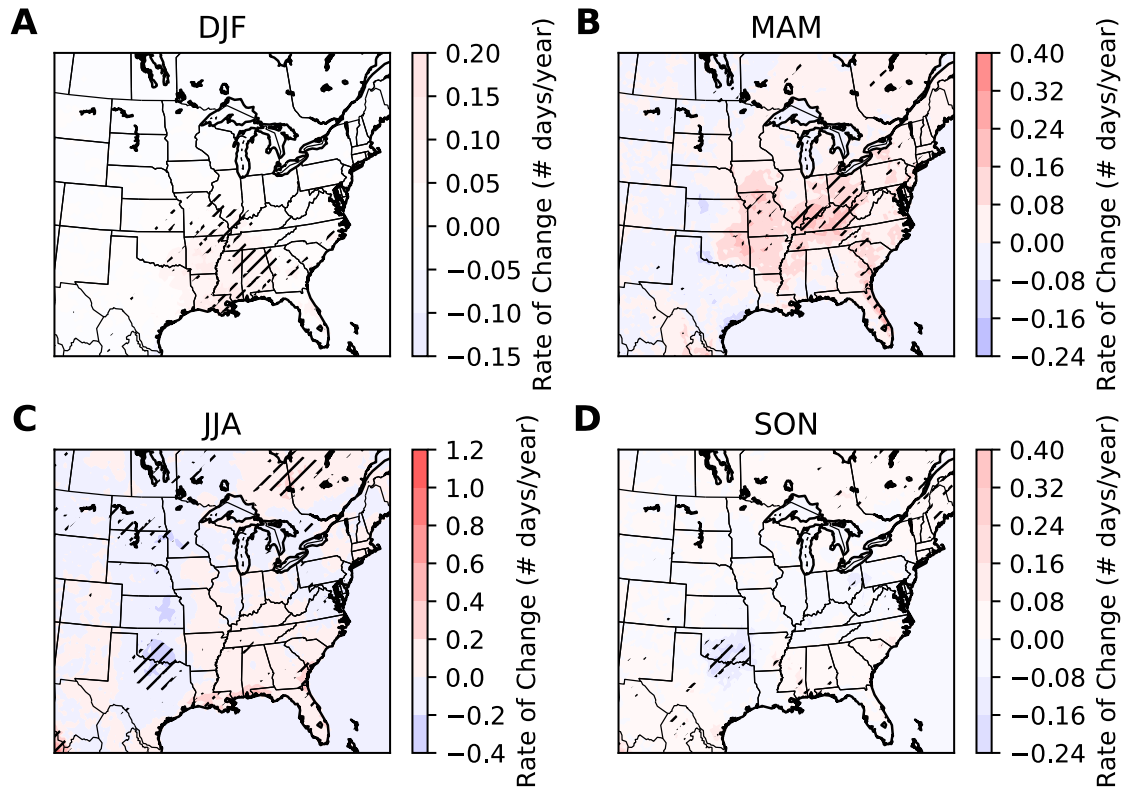 A
DJF
0.20
0.15
0.10
0.05
0.00
−0.05
−0.10
−0.15
Rate of Change (# days/year)
B
MAM
0.40
0.32
0.24
0.16
0.08
0.00
−0.08
−0.16
−0.24
Rate of Change (# days/year)
C
JJA
1.2
1.0
0.8
0.6
0.4
0.2
0.0
−0.2
−0.4
Rate of Change (# days/year)
D
SON
0.40
0.32
0.24
0.16
0.08
0.00
−0.08
−0.16
−0.24
Rate of Change (# days/year)